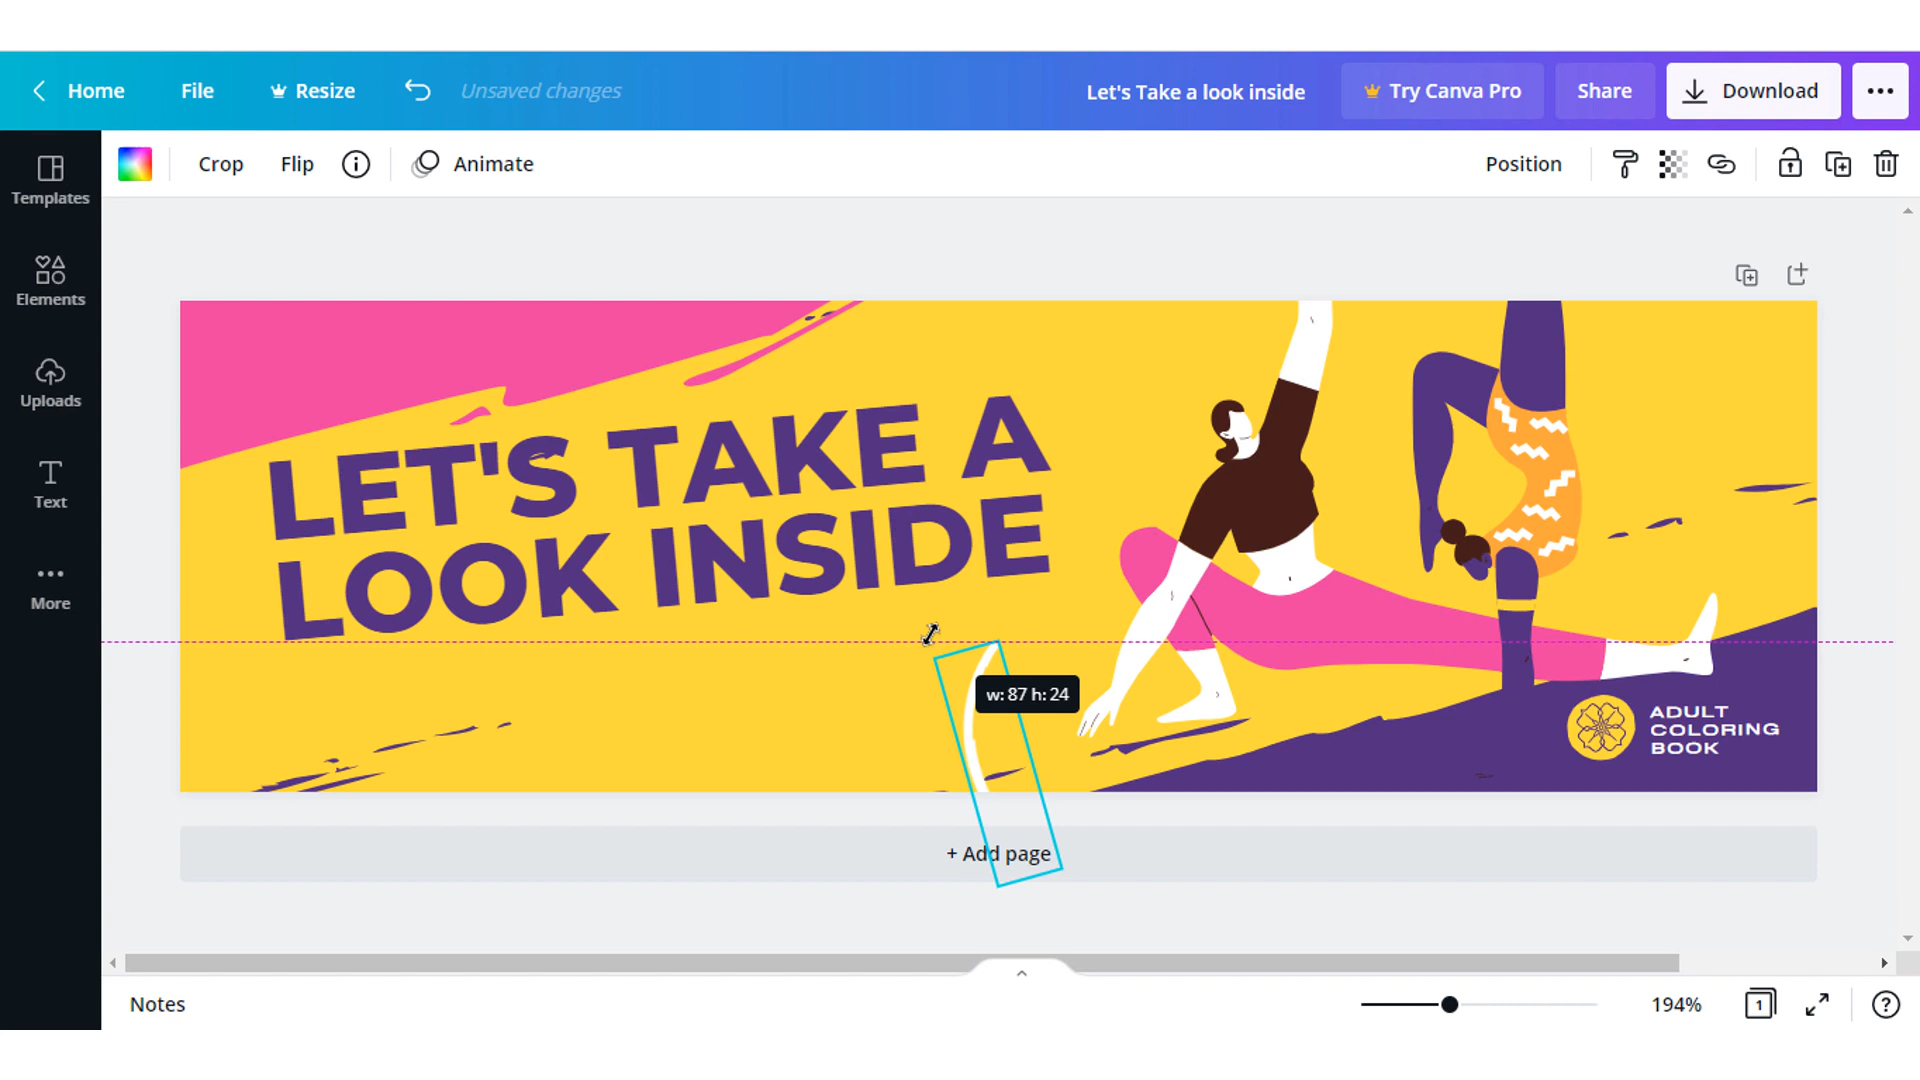 Home File Resize Unsaved changes Let's Take a look inside Try Canva Pro Share Download
Crop Flip Animate Position
Templates
Elements
Uploads
Text
More
LET'S TAKE A
LOOK INSIDE
w: 87 h: 24
ADULT
COLORING
BOOK
+ Add page
Notes 194% 1